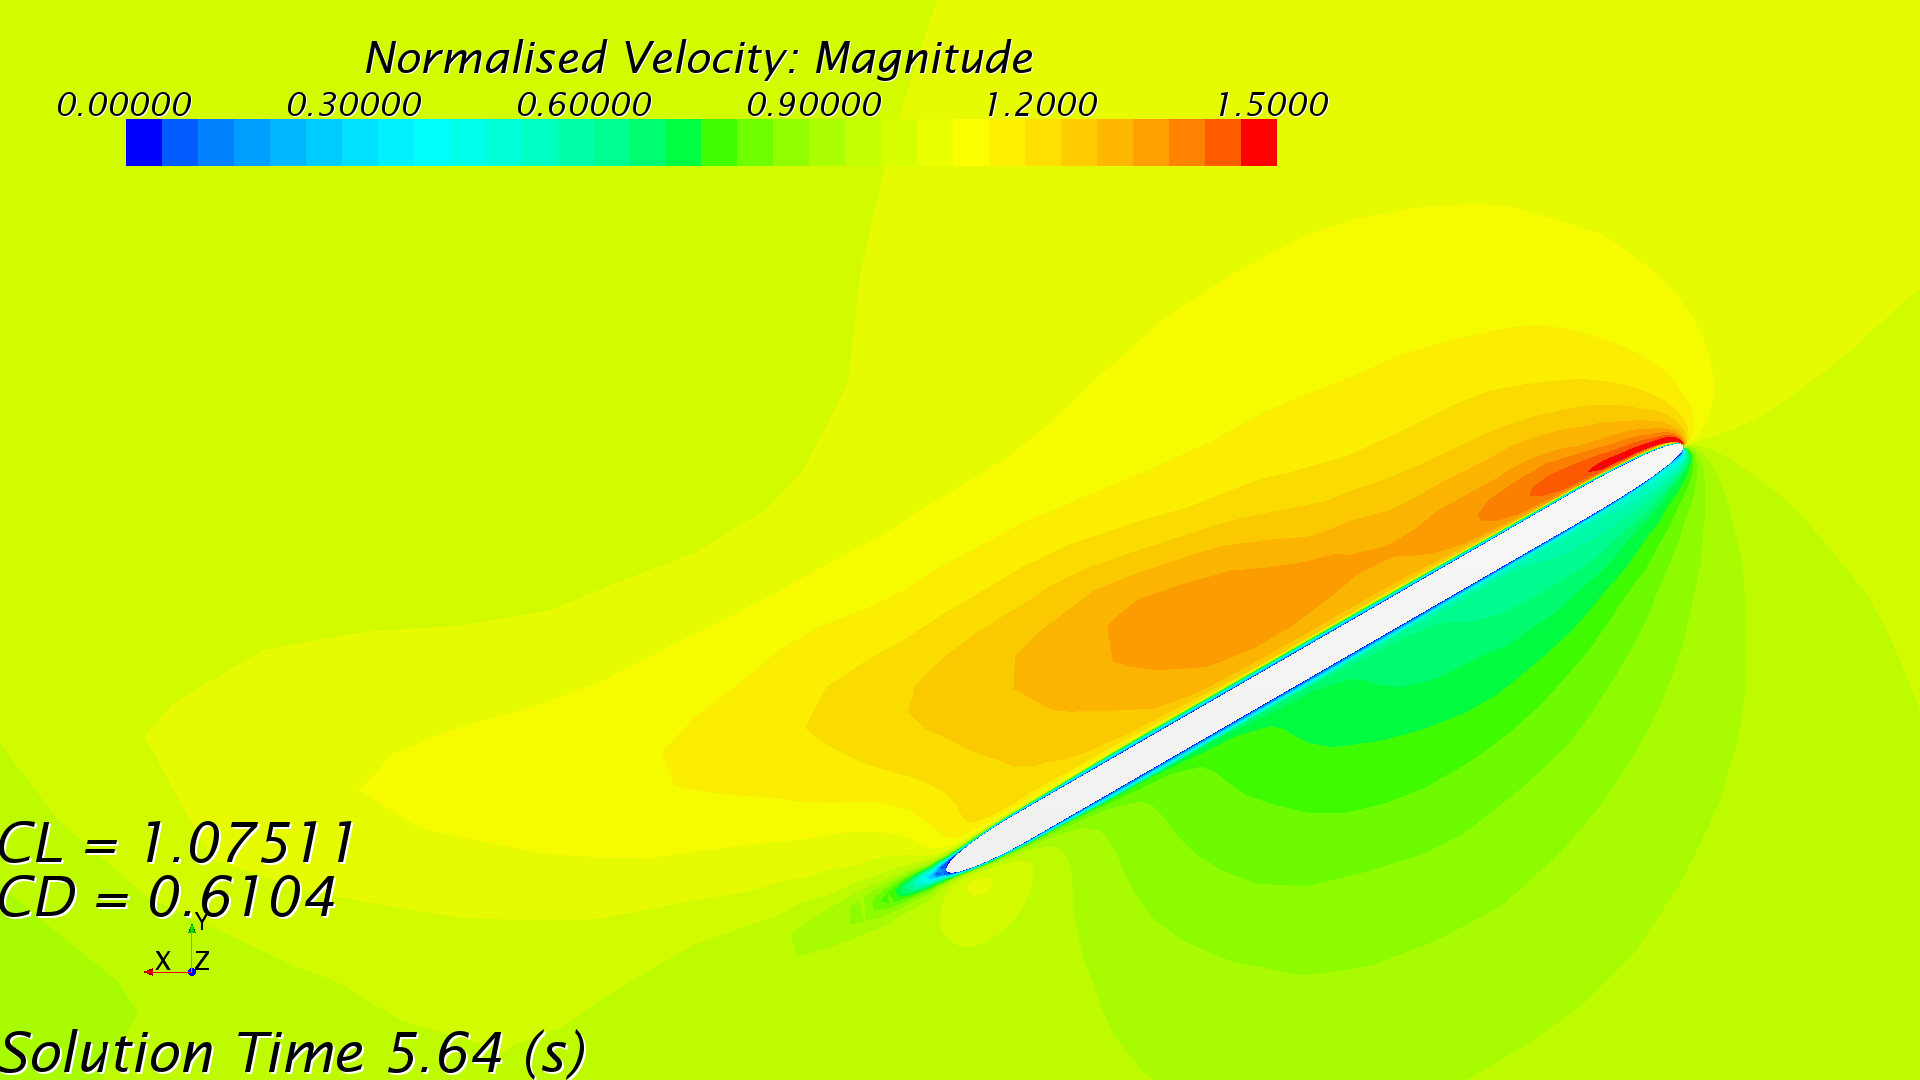 Normalised Velocity: Magnitude
0.00000 0.30000 0.60000 0.90000 1.2000 1.5000
CL = 1.07511
CD = 0.6104
Y
X Z
Solution Time 5.64 (s)